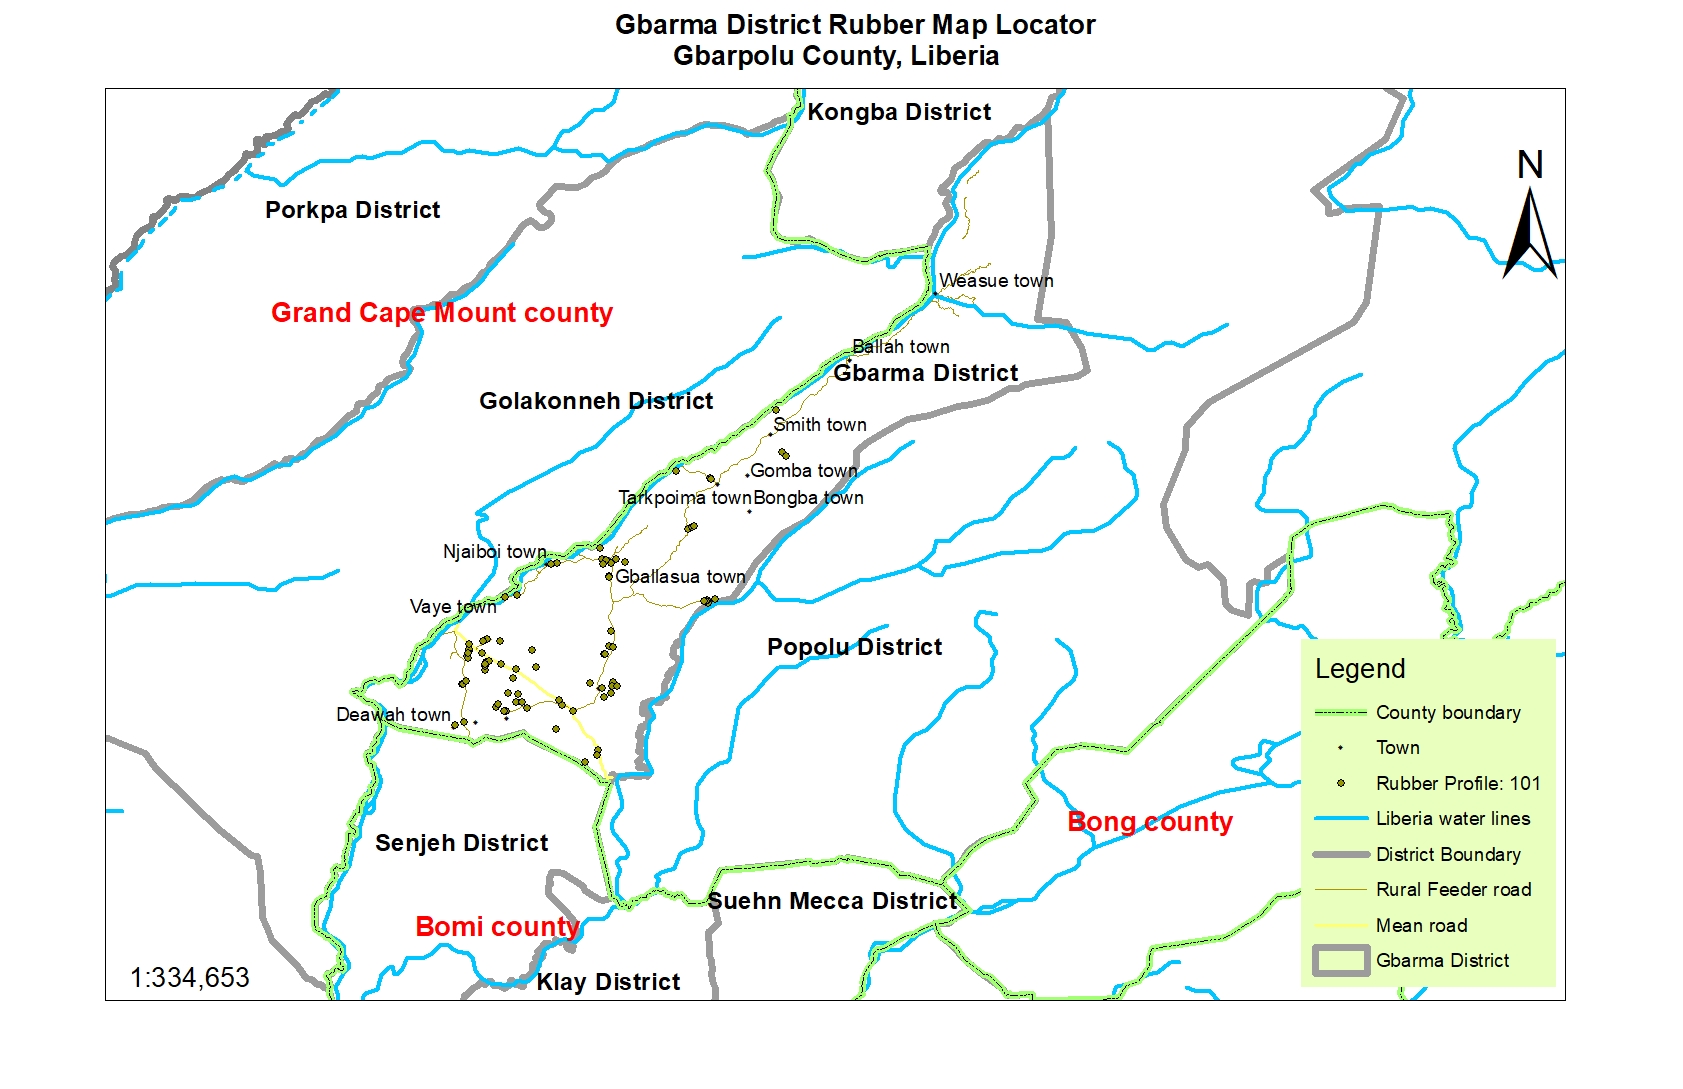 Gbarma District Rubber Map Locator
Gbarpolu County, Liberia
Kongba District
N
Porkpa District
Weasue town
Grand Cape Mount county
Ballah town
Gbarma District
Golakonneh District
Smith town
Gomba town
Tarkpoima town
Bongba town
Njaiboi town
Gballasua town
Vaye town
Popolu District
Deawah town
Senjeh District
Bong county
Suehn Mecca District
Bomi county
Klay District
1:334,653
Legend
County boundary
Town
Rubber Profile: 101
Liberia water lines
District Boundary
Rural Feeder road
Mean road
Gbarma District